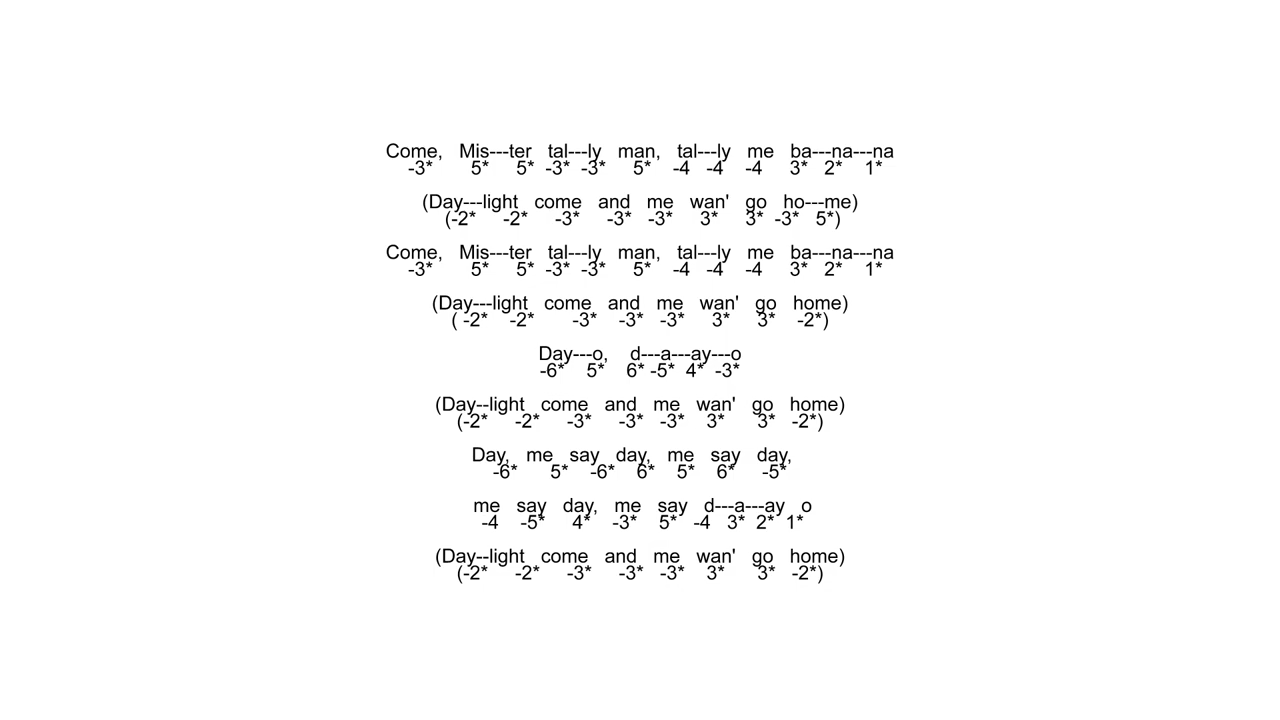 Come, Mis---ter tal---ly man, tal---ly me ba---na---na
-3* 5* 5* -3* -3* 5* -4 -4 -4 3* 2* 1*
(Day---light come and me wan' go ho---me)
(-2* -2* -3* -3* -3* 3* 3* -3* 5*)
Come, Mis---ter tal---ly man, tal---ly me ba---na---na
-3* 5* 5* -3* -3* 5* -4 -4 -4 3* 2* 1*
(Day---light come and me wan' go home)
( -2* -2* -3* -3* -3* 3* 3* -2*)
Day---o, d---a---ay---o
-6* 5* 6* -5* 4* -3*
(Day--light come and me wan' go home)
(-2* -2* -3* -3* -3* 3* 3* -2*)
Day, me say day, me say day,
-6* 5* -6* 6* 5* 6* -5*
me say day, me say d---a---ay o
-4 -5* 4* -3* 5* -4 3* 2* 1*
(Day--light come and me wan' go home)
(-2* -2* -3* -3* -3* 3* 3* -2*)